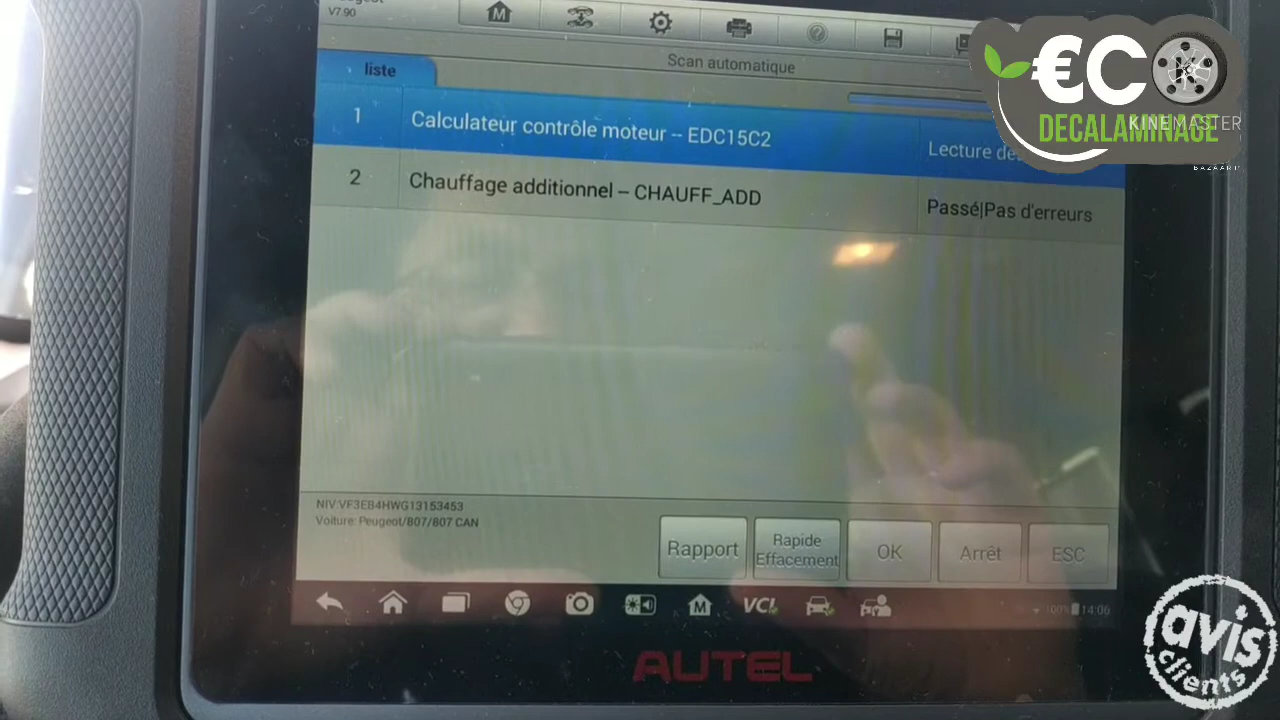 V7.90
Scan automatique
liste
1
Calculateur contrôle moteur -- EDC15C2
Lecture de
2
Chauffage additionnel -- CHAUFF_ADD
Passé|Pas d'erreurs
NIV:VF3EB4HWG13153453
Voiture: Peugeot/807/807 CAN
Rapport
Rapide
Effacement
OK
Arrêt
ESC
VCI
100%
14:06
AUTEL
€CO
DECALAMINAGE
KINEMASTER
avis
clients